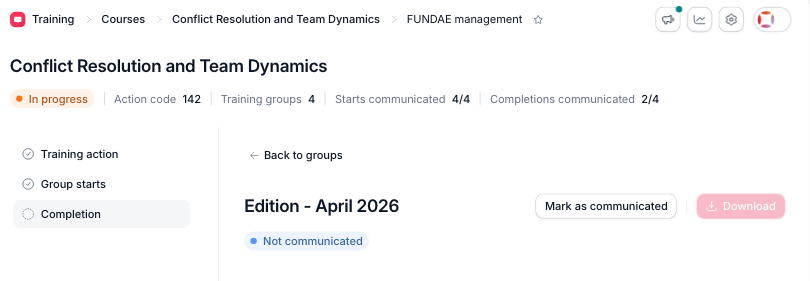 Training > Courses > Conflict Resolution and Team Dynamics > FUNDAE management
Conflict Resolution and Team Dynamics
In progress | Action code 142 | Training groups 4 | Starts communicated 4/4 | Completions communicated 2/4
Training action
← Back to groups
Group starts
Completion
Edition - April 2026
Mark as communicated
Download
Not communicated